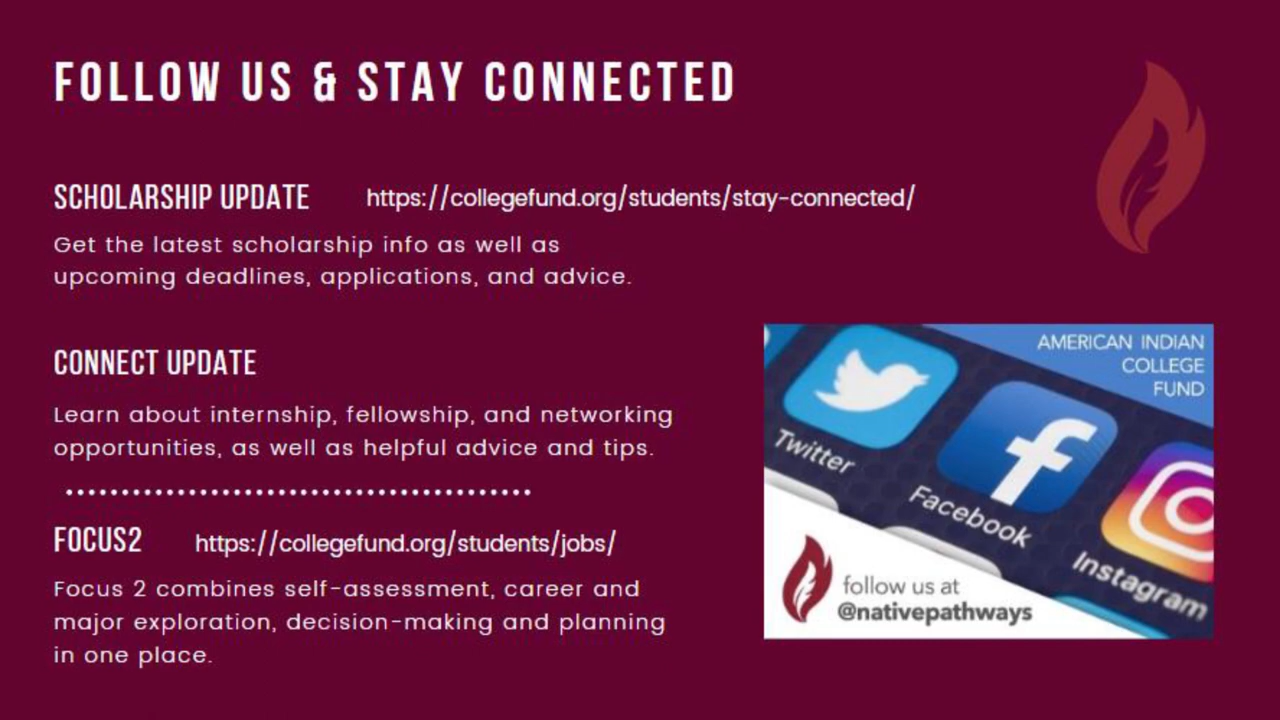 FOLLOW US & STAY CONNECTED
SCHOLARSHIP UPDATE https://collegefund.org/students/stay-connected/
Get the latest scholarship info as well as
upcoming deadlines, applications, and advice.
CONNECT UPDATE
Learn about internship, fellowship, and networking
opportunities, as well as helpful advice and tips.
FOCUS2 https://collegefund.org/students/jobs/
Focus 2 combines self-assessment, career and
major exploration, decision-making and planning
in one place.
AMERICAN INDIAN
COLLEGE
FUND
Twitter
Facebook
Instagram
follow us at
@nativepathways